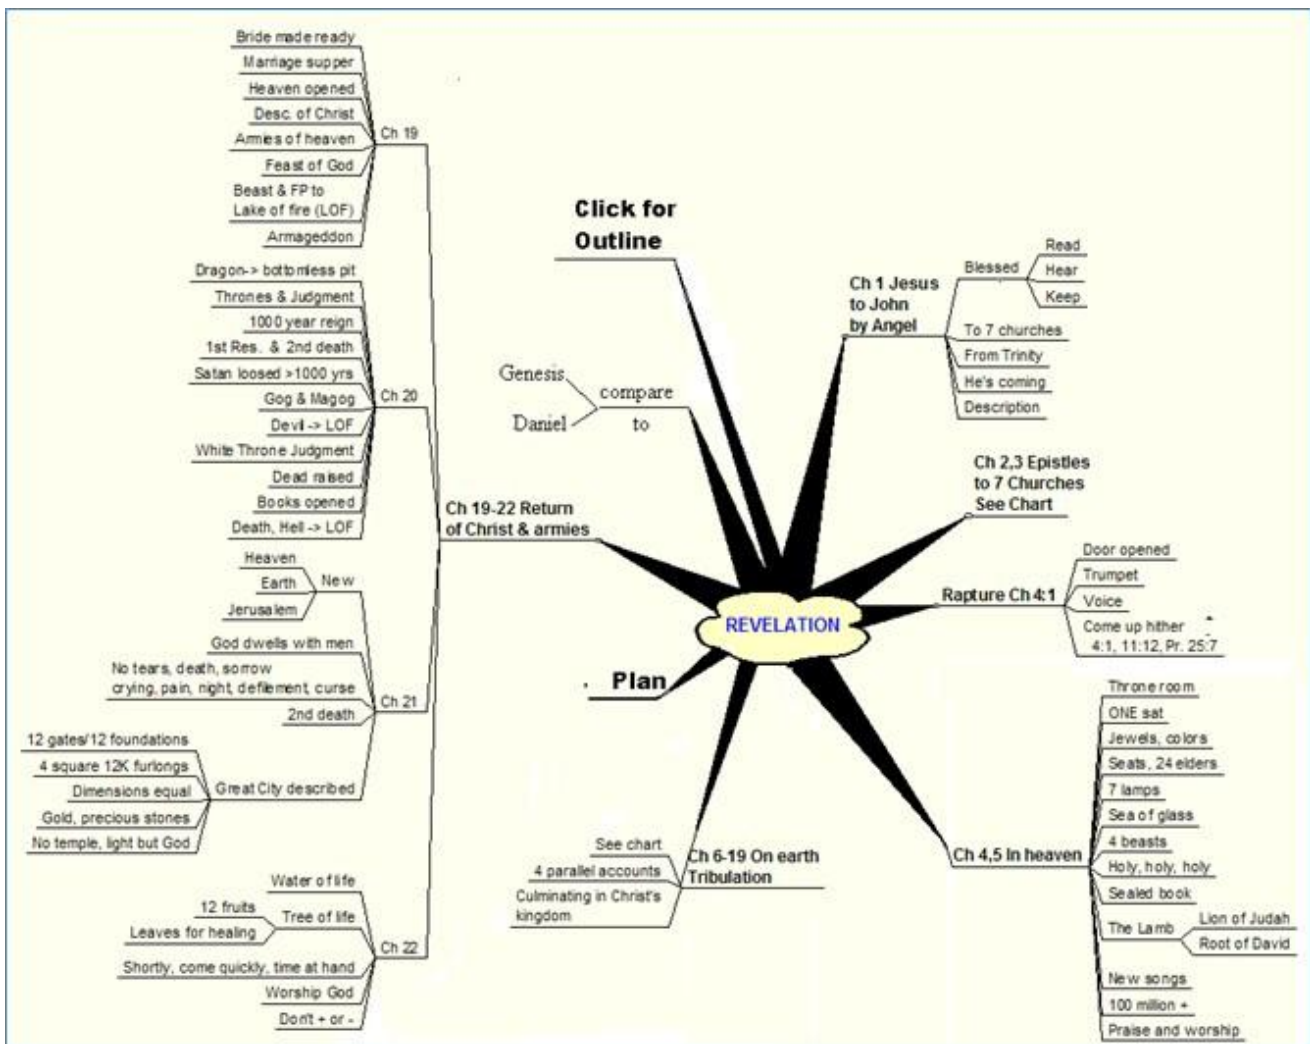 Bride made ready
Marriage supper
Heaven opened
Desc. of Christ
Armies of heaven
Feast of God
Beast & FP to
Lake of fire (LOF)
Armageddon
Ch 19
Dragon-> bottomless pit
Thrones & Judgment
1000 year reign
1st Res. & 2nd death
Satan loosed >1000 yrs
Gog & Magog
Devil -> LOF
White Throne Judgment
Dead raised
Books opened
Death, Hell -> LOF
Ch 20
Heaven
Earth
Jerusalem
New
God dwells with men
No tears, death, sorrow
crying, pain, night, defilement, curse
2nd death
12 gates/12 foundations
4 square 12K furlongs
Dimensions equal
Gold, precious stones
No temple, light but God
Great City described
Ch 21
Water of life
12 fruits
Leaves for healing
Tree of life
Shortly, come quickly, time at hand
Worship God
Don't + or -
Ch 22
Ch 19-22 Return
of Christ & armies
Click for
Outline
Genesis
Daniel
compare
to
REVELATION
Plan
See chart
4 parallel accounts
Culminating in Christ's
kingdom
Ch 6-19 On earth
Tribulation
Ch 1 Jesus
to John
by Angel
Blessed
Read
Hear
Keep
To 7 churches
From Trinity
He's coming
Description
Ch 2,3 Epistles
to 7 Churches
See Chart
Rapture Ch 4:1
Door opened
Trumpet
Voice
Come up hither
4:1, 11:12, Pr. 25:7
Ch 4,5 In heaven
Throne room
ONE sat
Jewels, colors
Seats, 24 elders
7 lamps
Sea of glass
4 beasts
Holy, holy, holy
Sealed book
The Lamb
Lion of Judah
Root of David
New songs
100 million +
Praise and worship